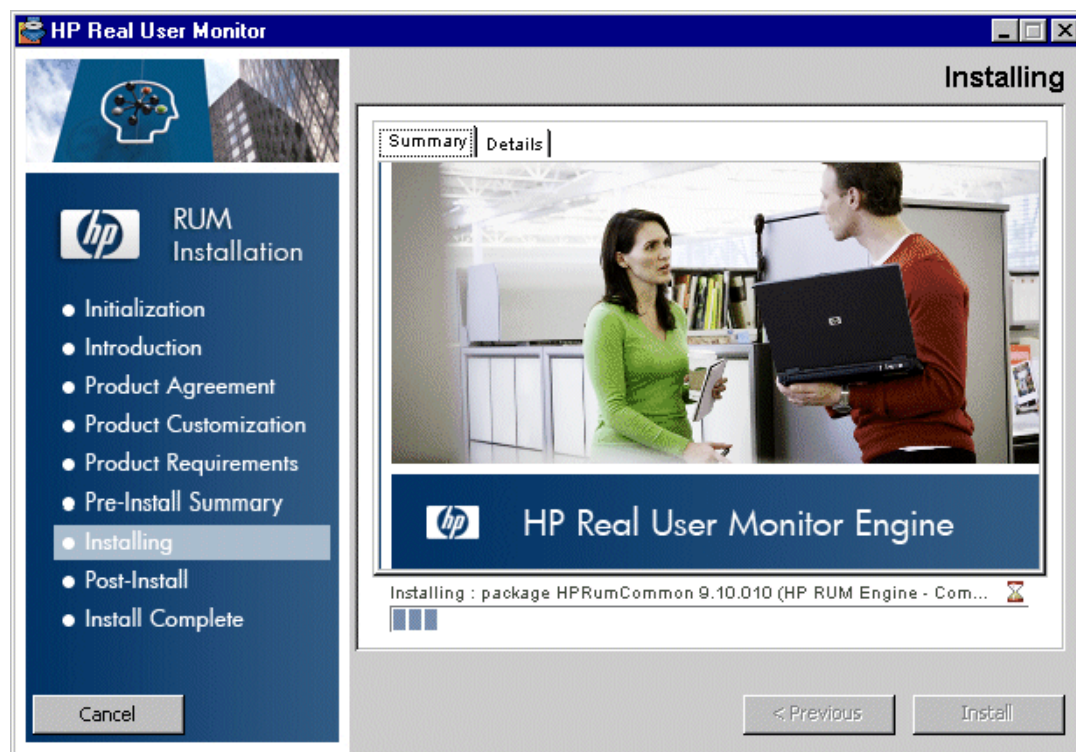 HP Real User Monitor
Installing
Summary
Details
hp
RUM
Installation
Initialization
Introduction
Product Agreement
Product Customization
Product Requirements
Pre-Install Summary
Installing
Post-Install
Install Complete
hp
HP Real User Monitor Engine
Installing : package HPRumCommon 9.10.010 (HP RUM Engine - Com...
Cancel
< Previous
Install